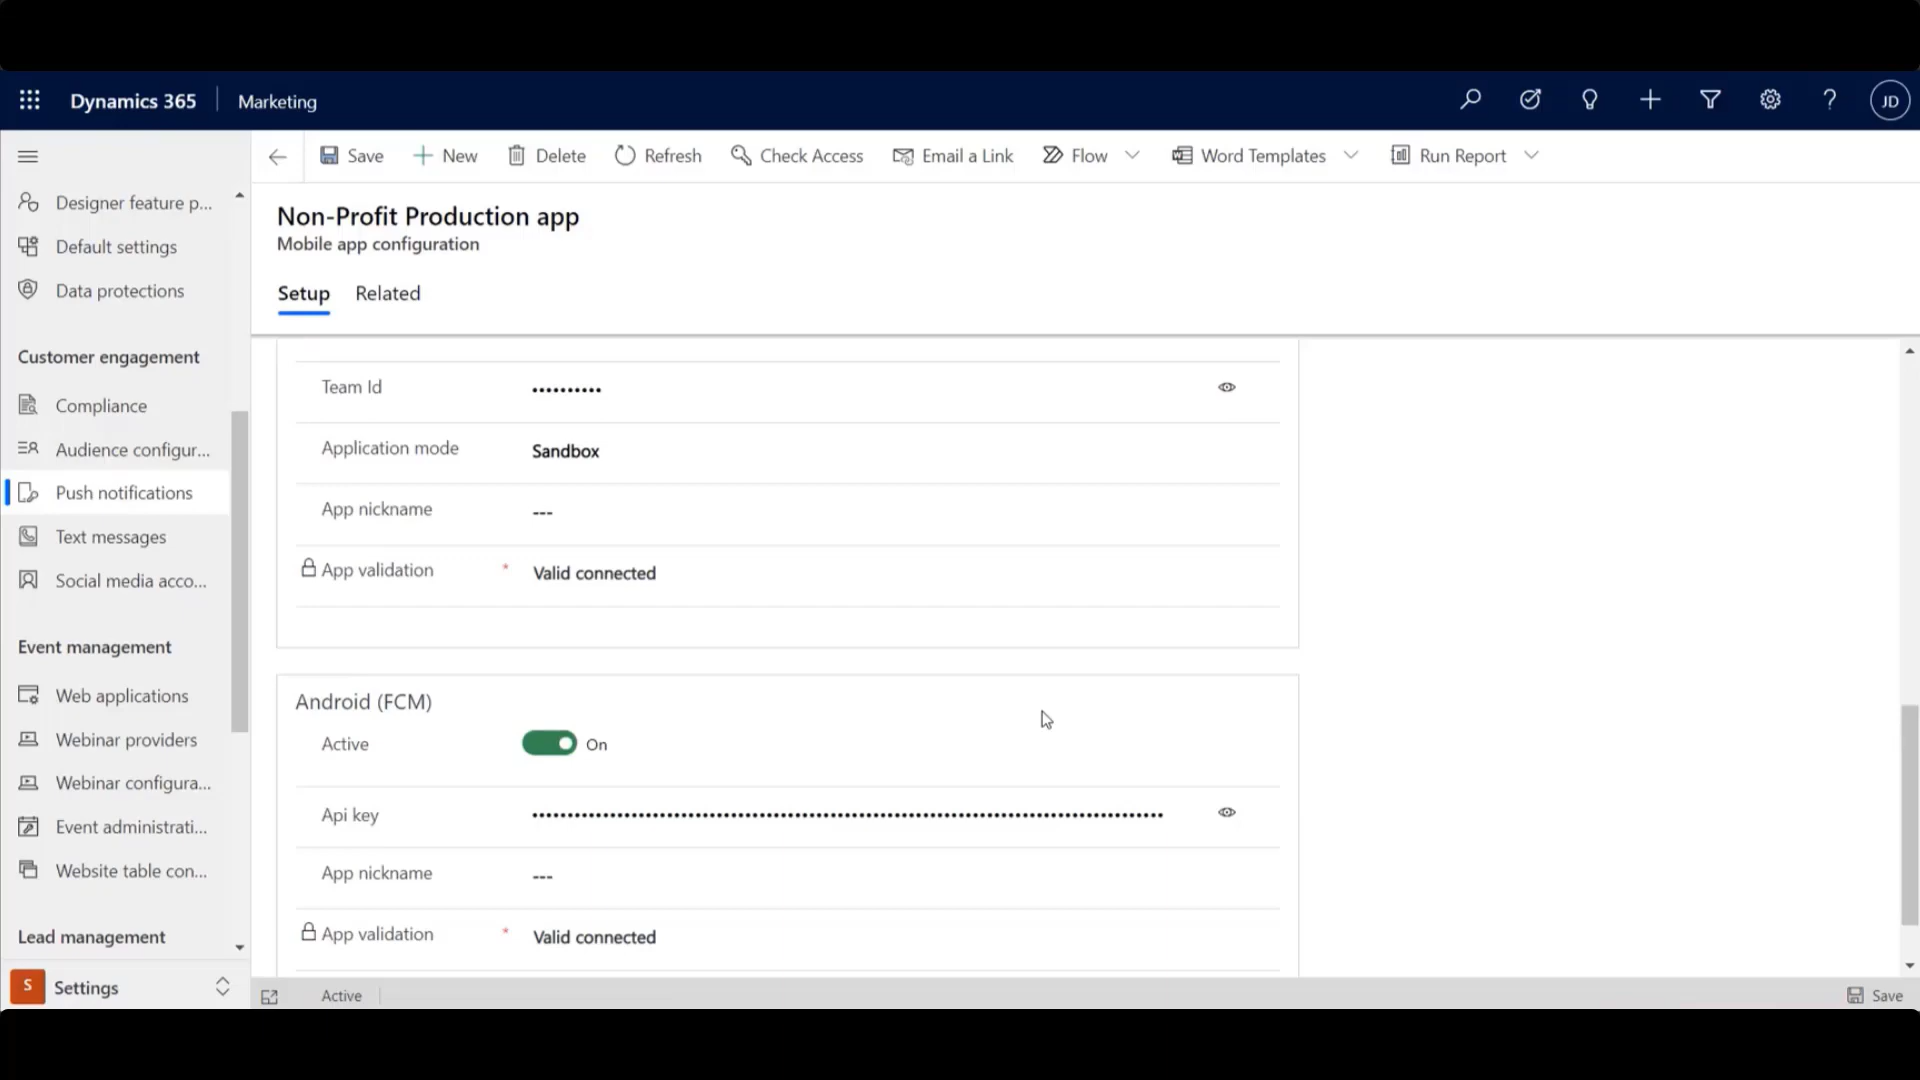 Dynamics 365 Marketing JD
Save New Delete Refresh Check Access Email a Link Flow Word Templates Run Report
Designer feature p...
Default settings
Data protections
Customer engagement
Compliance
Audience configur...
Push notifications
Text messages
Social media acco...
Event management
Web applications
Webinar providers
Webinar configura...
Event administrati...
Website table con...
Lead management
S Settings
Non-Profit Production app
Mobile app configuration
Setup Related
Team Id ••••••••••
Application mode Sandbox
App nickname ---
App validation * Valid connected
Android (FCM)
Active On
Api key
App nickname ---
App validation * Valid connected
Active Save